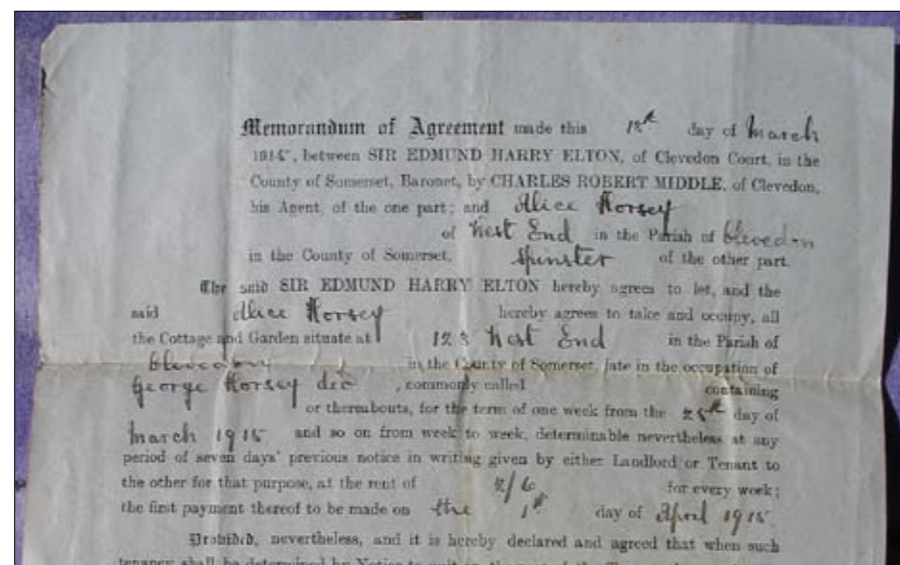 Memorandum of Agreement made this 18th day of March
1915, between SIR EDMUND HARRY ELTON, of Clevedon Court, in the
County of Somerset, Baronet, by CHARLES ROBERT MIDDLE, of Clevedon,
his Agent, of the one part; and Alice Horsey
of West End in the Parish of Clevedon
in the County of Somerset, Spinster of the other part.
The said SIR EDMUND HARRY ELTON hereby agrees to let, and the
said Alice Horsey hereby agrees to take and occupy, all
the Cottage and Garden situate at 123 West End in the Parish of
Clevedon in the County of Somerset, late in the occupation of
George Horsey dec , commonly called containing
or thereabouts, for the term of one week from the 25th day of
March 1915 and so on from week to week, determinable nevertheless at any
period of seven days' previous notice in writing given by either Landlord or Tenant to
the other for that purpose, at the rent of 2/6 for every week;
the first payment thereof to be made on the 1st day of April 1915
Provided, nevertheless, and it is hereby declared and agreed that when such
tenancy shall be determined by Notice to quit